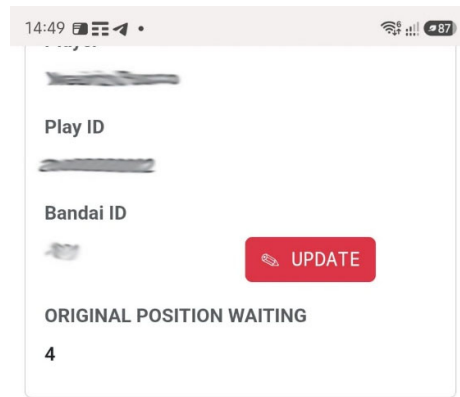 14:49
87
Play ID
Bandai ID
UPDATE
ORIGINAL POSITION WAITING
4